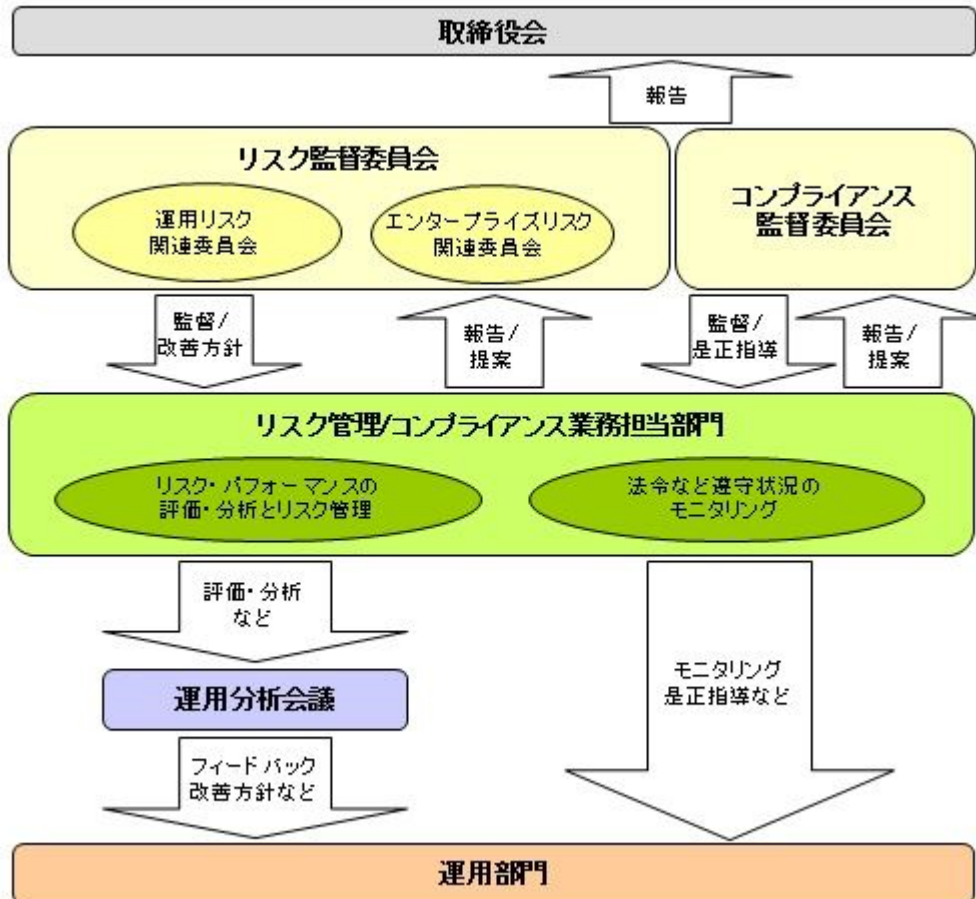 取締役会
報告
リスク監督委員会
運用リスク
関連委員会
エンタープライズリスク
関連委員会
コンプライアンス
監督委員会
監督/
改善方針
報告/
提案
監督/
是正指導
報告/
提案
リスク管理/コンプライアンス業務担当部門
リスク・パフォーマンスの
評価・分析とリスク管理
法令など遵守状況の
モニタリング
評価・分析
など
運用分析会議
フィードバック
改善方針など
モニタリング
是正指導など
運用部門